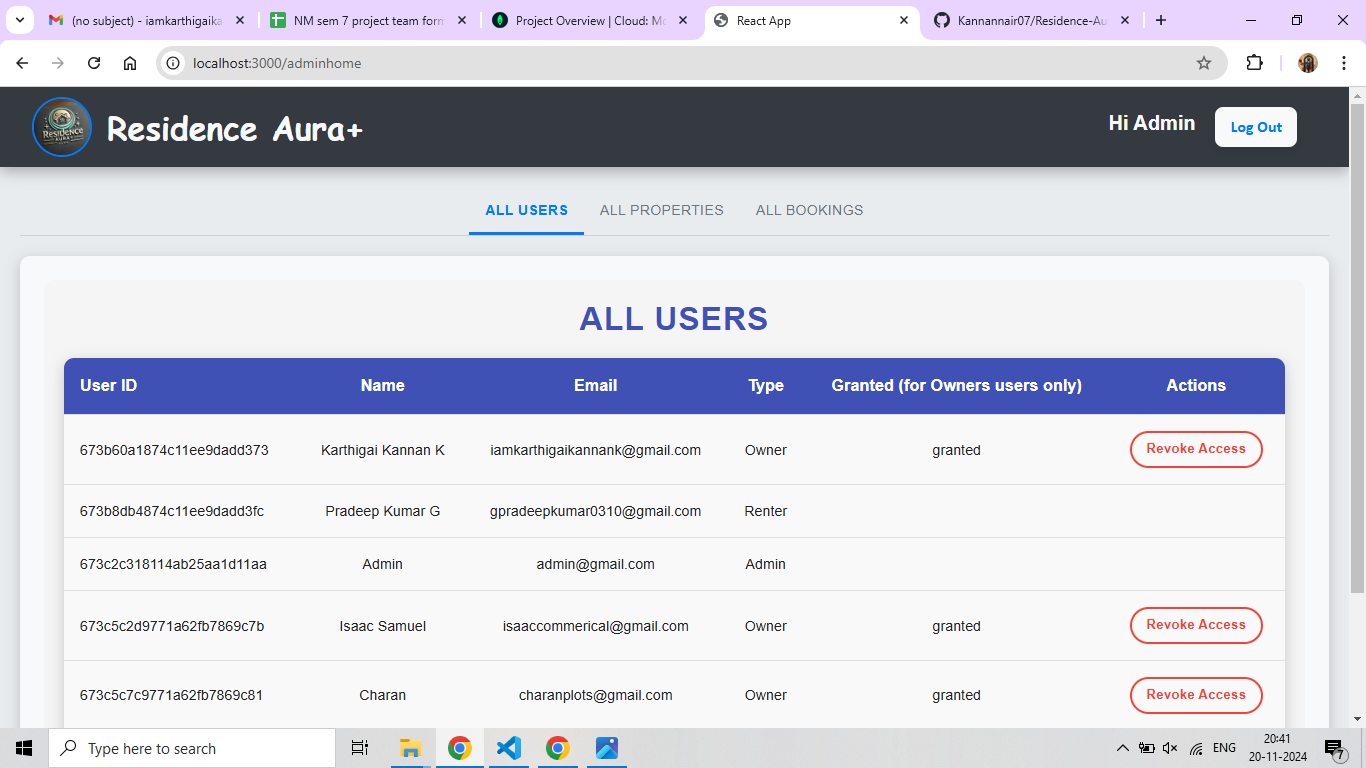 (no subject) - iamkarthigaika
NM sem 7 project team form
Project Overview | Cloud: Mo
React App
Kannannair07/Residence-Au
localhost:3000/adminhome
Residence
AURA+
Residence Aura+
Hi Admin
Log Out
ALL USERS
ALL PROPERTIES
ALL BOOKINGS
ALL USERS
User ID Name Email Type Granted (for Owners users only) Actions
673b60a1874c11ee9dadd373 Karthigai Kannan K iamkarthigaikannank@gmail.com Owner granted Revoke Access
673b8db4874c11ee9dadd3fc Pradeep Kumar G gpradeepkumar0310@gmail.com Renter
673c2c318114ab25aa1d11aa Admin admin@gmail.com Admin
673c5c2d9771a62fb7869c7b Isaac Samuel isaaccommerical@gmail.com Owner granted Revoke Access
673c5c7c9771a62fb7869c81 Charan charanplots@gmail.com Owner granted Revoke Access
Type here to search
ENG
20:41
20-11-2024
7